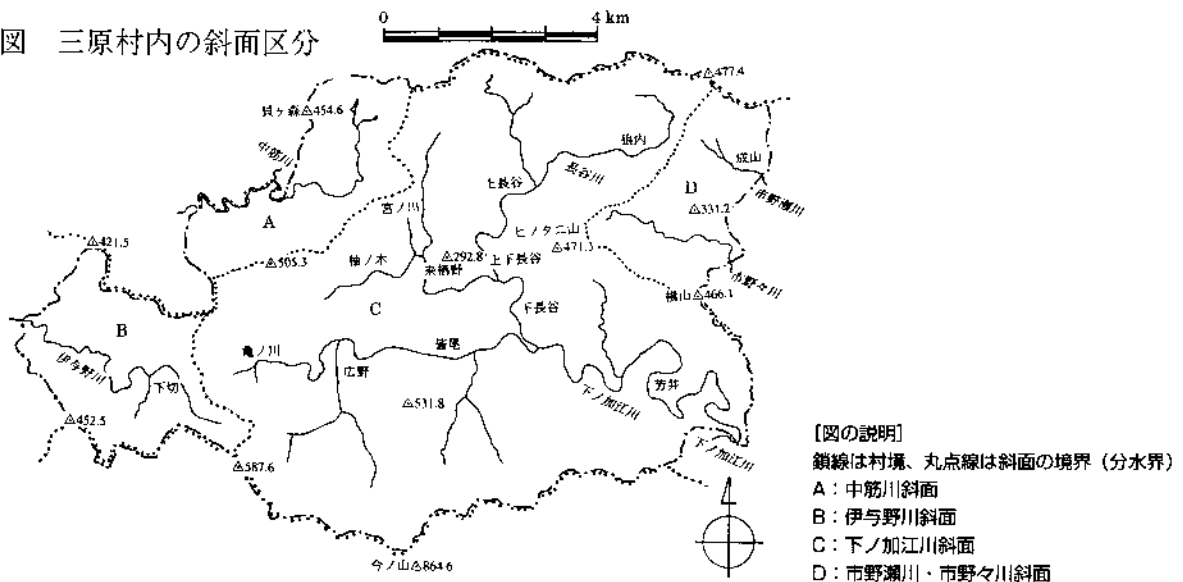 図 三原村内の斜面区分
0 4 km
△477.4
貝ヶ森△454.6
中筋川
狼内
成山
上長谷
長谷川
D
市野瀬川
△331.2
宮ノ川
A
ヒノタニ山
△421.5
△471.3
△292.8
上下長谷
△505.3
柚ノ木
来栖野
市野々川
横山△466.1
C
下長谷
B
亀ノ川
皆尾
伊与野川
広野
芳井
下切
△531.8
下ノ加江川
△452.5
下ノ加江川
△587.6
今ノ山△864.6
[図の説明]
鎖線は村境、丸点線は斜面の境界(分水界)
A:中筋川斜面
B:伊与野川斜面
C:下ノ加江川斜面
D:市野瀬川・市野々川斜面